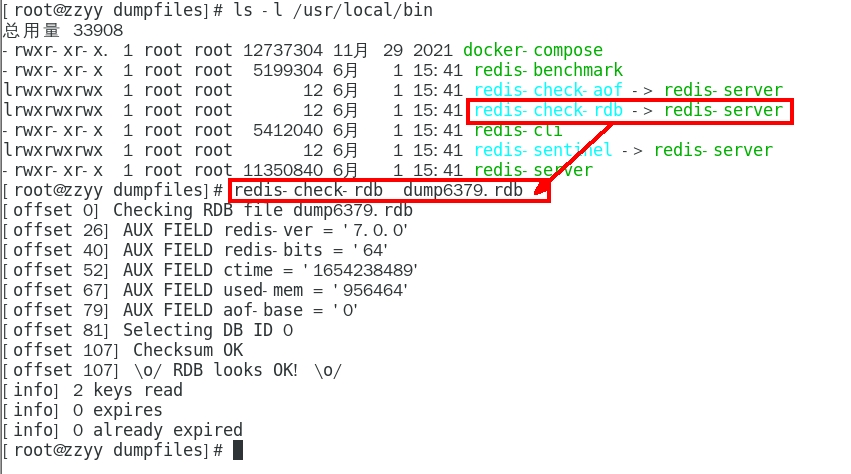 [root@zzyy dumpfiles]# ls -l /usr/local/bin
总用量 33908
-rwxr-xr-x. 1 root root 12737304 11月 29 2021 docker-compose
-rwxr-xr-x 1 root root 5199304 6月 1 15:41 redis-benchmark
lrwxrwxrwx 1 root root 12 6月 1 15:41 redis-check-aof -> redis-server
lrwxrwxrwx 1 root root 12 6月 1 15:41 redis-check-rdb -> redis-server
-rwxr-xr-x 1 root root 5412040 6月 1 15:41 redis-cli
lrwxrwxrwx 1 root root 12 6月 1 15:41 redis-sentinel -> redis-server
-rwxr-xr-x 1 root root 11350840 6月 1 15:41 redis-server
[root@zzyy dumpfiles]# redis-check-rdb dump6379.rdb
[offset 0] Checking RDB file dump6379.rdb
[offset 26] AUX FIELD redis-ver = '7.0.0'
[offset 40] AUX FIELD redis-bits = '64'
[offset 52] AUX FIELD ctime = '1654238489'
[offset 67] AUX FIELD used-mem = '956464'
[offset 79] AUX FIELD aof-base = '0'
[offset 81] Selecting DB ID 0
[offset 107] Checksum OK
[offset 107] \o/ RDB looks OK! \o/
[info] 2 keys read
[info] 0 expires
[info] 0 already expired
[root@zzyy dumpfiles]#